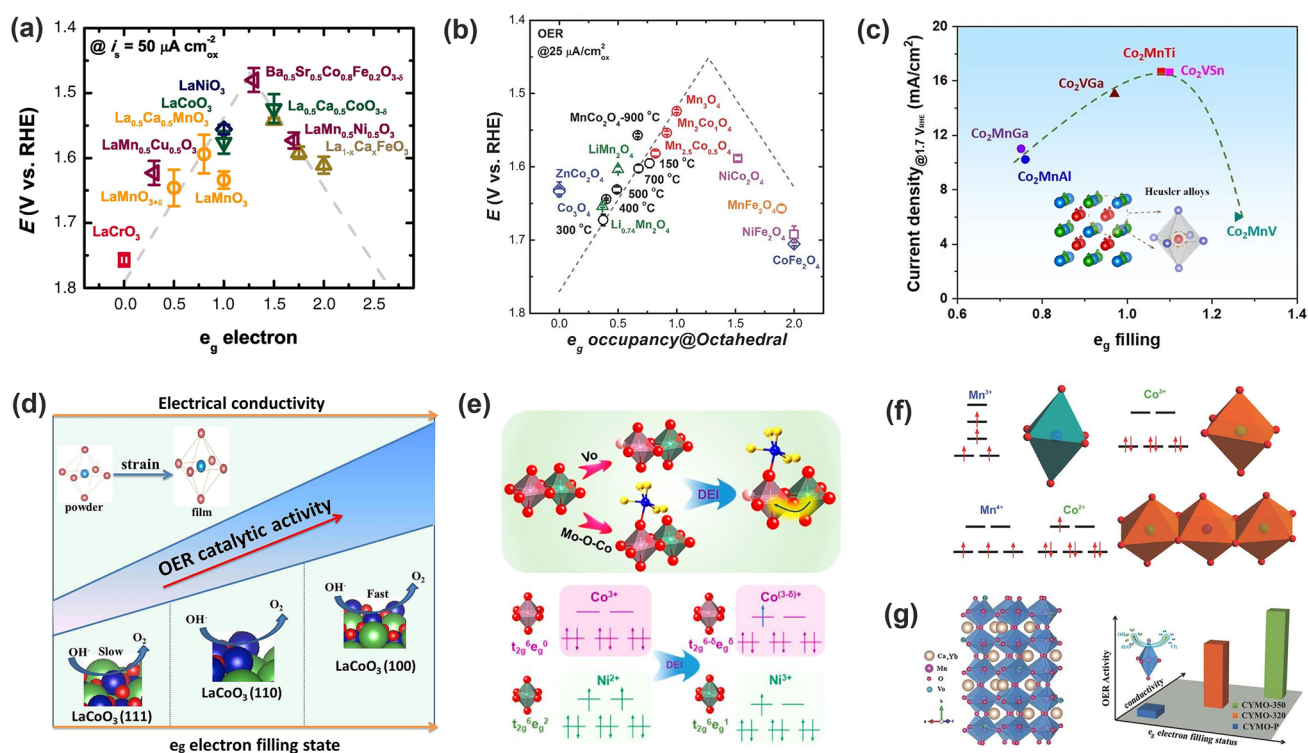 (a)
@ iₛ = 50 μA cm⁻²ₒₓ
E (V vs. RHE)
1.4
1.5
1.6
1.7
1.8
Ba0.5Sr0.5Co0.8Fe0.2O3-δ
LaNiO3
LaCoO3
La0.5Ca0.5CoO3-δ
La0.5Ca0.5MnO3
LaMn0.5Ni0.5O3
LaMn0.5Cu0.5O3
La1-xCaxFeO3
LaMnO3+δ
LaMnO3
LaCrO3
0.0 0.5 1.0 1.5 2.0 2.5
eg electron
(b)
OER
@25 μA/cm²ₒₓ
E (V vs. RHE)
1.4
1.5
1.6
1.7
1.8
1.9
Mn3O4
MnCo2O4-900 °C
Mn2Co1O4
LiMn2O4
Mn2.5Co0.5O4
150 °C
ZnCo2O4
700 °C
NiCo2O4
Co3O4
500 °C
400 °C
MnFe2O4
300 °C
Li0.74Mn2O4
NiFe2O4
CoFe2O4
0.0 0.5 1.0 1.5 2.0
eg occupancy@Octahedral
(c)
Current density@1.7 VRHE (mA/cm²)
20
16
12
8
4
0
Co2MnTi
Co2VSn
Co2VGa
Co2MnGa
Co2MnAl
Heusler alloys
Co2MnV
0.6 0.8 1.0 1.2 1.4
eg filling
(d)
Electrical conductivity
strain
powder
film
OER catalytic activity
OH⁻ Slow O2
LaCoO3 (111)
OH⁻ O2
LaCoO3 (110)
OH⁻ Fast O2
LaCoO3 (100)
eg electron filling state
(e)
Vo
DEI
Mo-O-Co
Co3+
t2g6eg0
Co(3-δ)+
t2g6-δegδ
DEI
Ni2+
t2g6eg2
Ni3+
t2g6eg1
(f)
Mn3+
Co3+
Mn4+
Co2+
(g)
Ca,Yb
Mn
O
Vo
b
OER Activity
O2
conductivity
CYMO-350
CYMO-320
CYMO-P
eg electron filling status